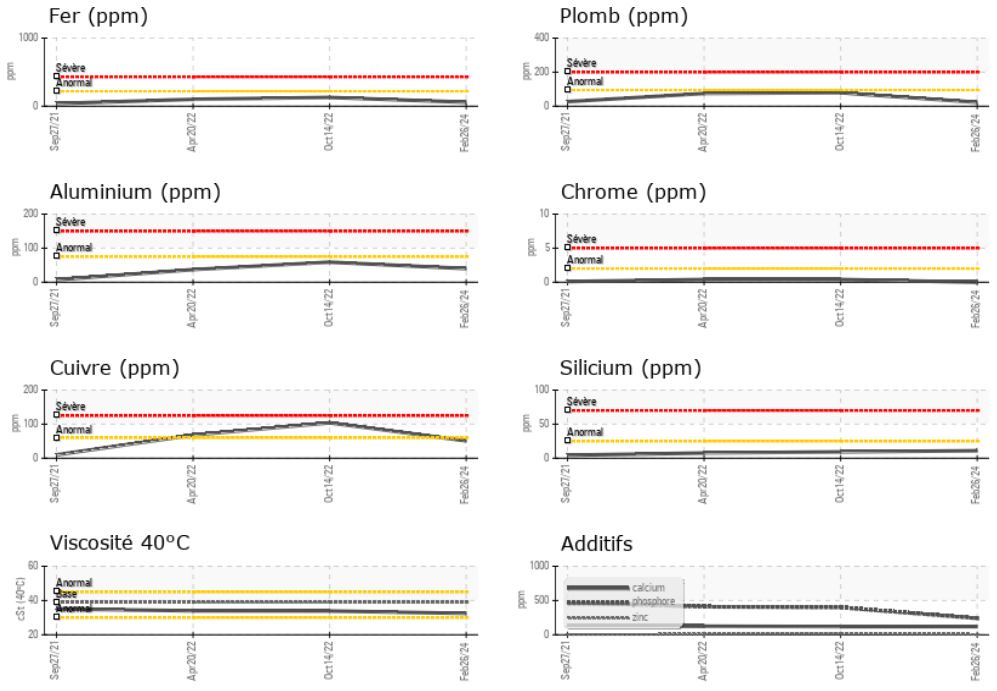 Fer (ppm)
Plomb (ppm)
1000
500
0
ppm
Sévère
Anormal
Sep27/21
Apr20/22
Oct14/22
Feb26/24
400
200
0
ppm
Sévère
Anormal
Sep27/21
Apr20/22
Oct14/22
Feb26/24
Aluminium (ppm)
Chrome (ppm)
200
100
0
ppm
Sévère
Anormal
Sep27/21
Apr20/22
Oct14/22
Feb26/24
10
5
0
ppm
Sévère
Anormal
Sep27/21
Apr20/22
Oct14/22
Feb26/24
Cuivre (ppm)
Silicium (ppm)
200
100
0
ppm
Sévère
Anormal
Sep27/21
Apr20/22
Oct14/22
Feb26/24
100
50
0
ppm
Sévère
Anormal
Sep27/21
Apr20/22
Oct14/22
Feb26/24
Viscosité 40°C
Additifs
60
40
20
cSt (40°C)
Anormal
Base
Anormal
Sep27/21
Apr20/22
Oct14/22
Feb26/24
1000
500
0
ppm
calcium
phosphore
zinc
Sep27/21
Apr20/22
Oct14/22
Feb26/24